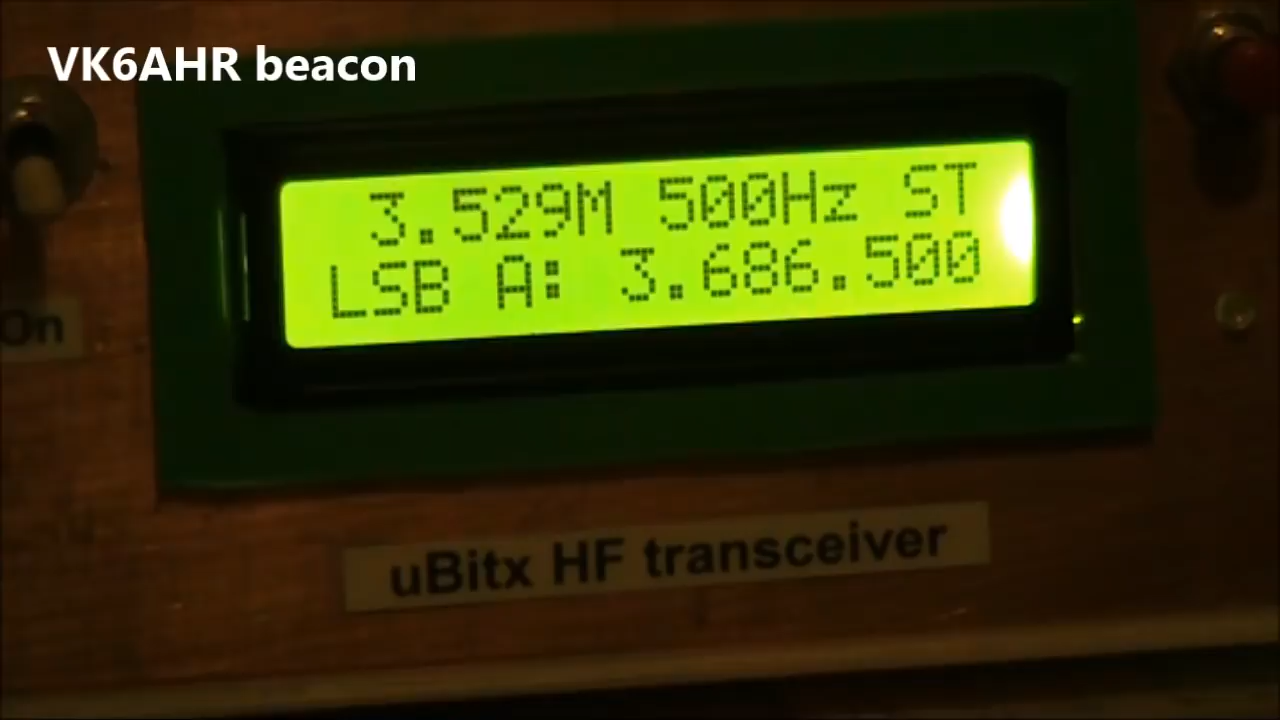 VK6AHR beacon
3.529M 500Hz ST
LSB A: 3.686.500
On
uBitx HF transceiver